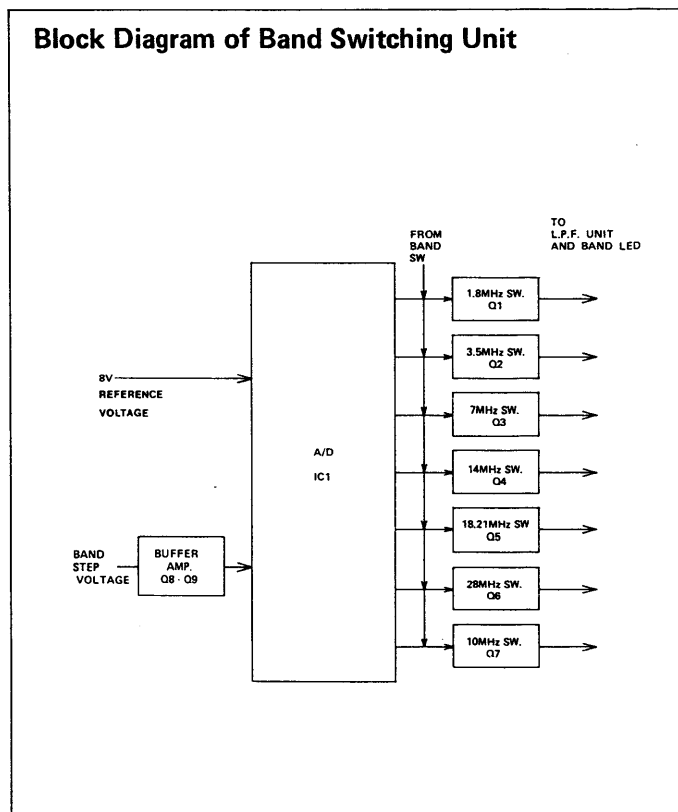 Block Diagram of Band Switching Unit
FROM
BAND
SW
TO
L.P.F. UNIT
AND BAND LED
1.8MHz SW.
Q1
3.5MHz SW.
Q2
8V
REFERENCE
VOLTAGE
7MHz SW.
Q3
A/D
IC1
14MHz SW.
Q4
18.21MHz SW
Q5
BAND
STEP
VOLTAGE
BUFFER
AMP.
Q8 · Q9
28MHz SW.
Q6
10MHz SW.
Q7